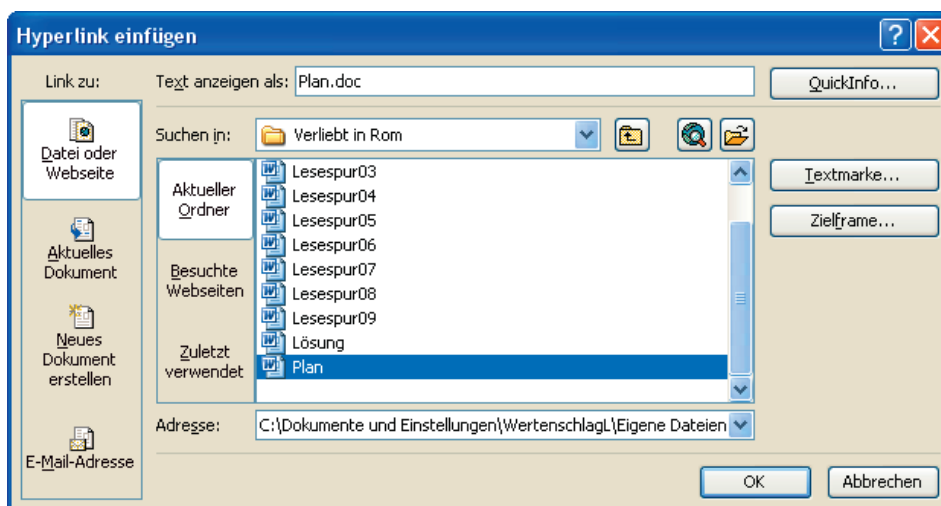 Hyperlink einfügen
Link zu:
Text anzeigen als: Plan.doc
QuickInfo...
Suchen in: Verliebt in Rom
Datei oder
Webseite
Aktuelles
Dokument
Neues
Dokument
erstellen
E-Mail-Adresse
Aktueller
Ordner
Besuchte
Webseiten
Zuletzt
verwendet
Lesespur03
Lesespur04
Lesespur05
Lesespur06
Lesespur07
Lesespur08
Lesespur09
Lösung
Plan
Textmarke...
Zielframe...
Adresse: C:\Dokumente und Einstellungen\WertenschlagL\Eigene Dateien
OK
Abbrechen